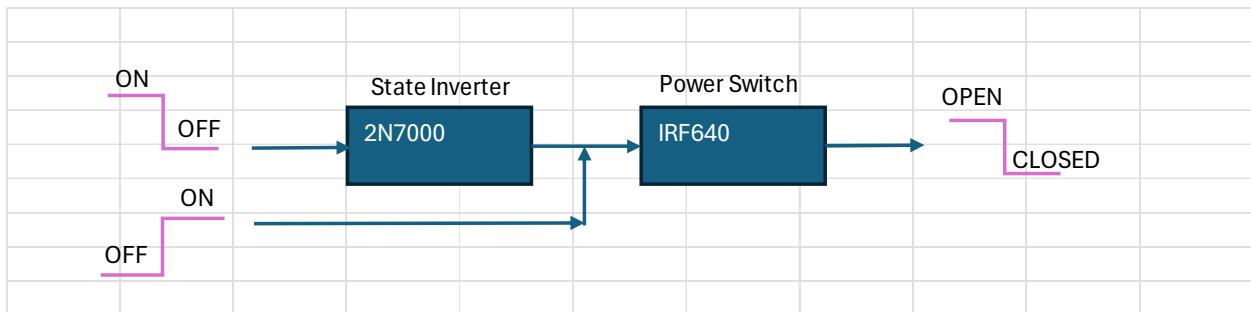 ON
OFF
State Inverter
2N7000
Power Switch
IRF640
OPEN
CLOSED
ON
OFF